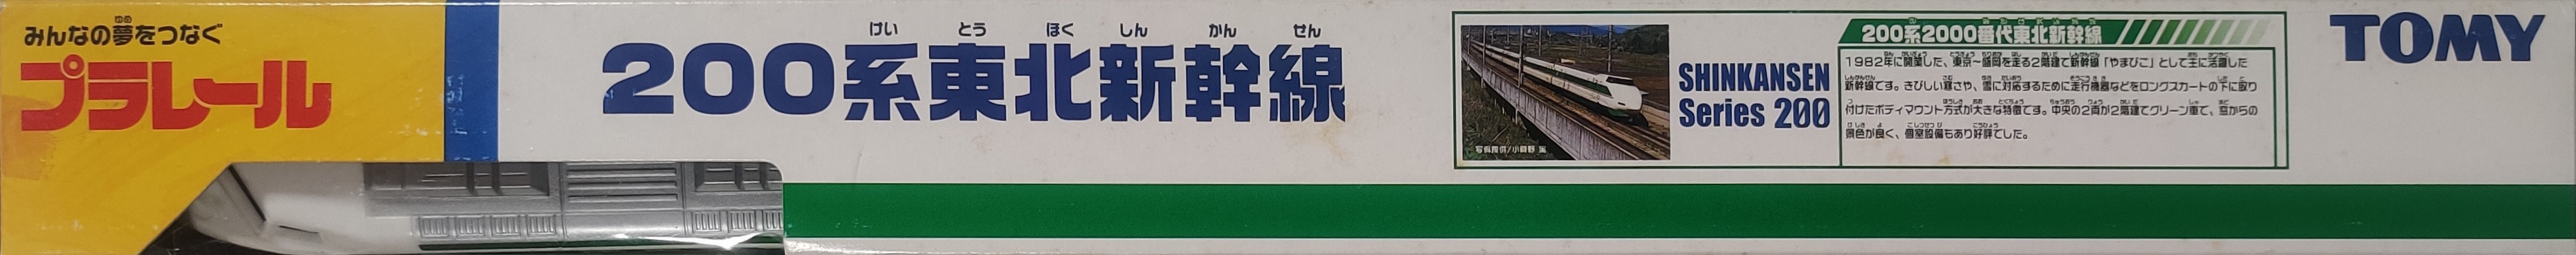 みんなの夢をつなぐ
プラレール
200系東北新幹線
けい とう ほく しん かん せん
写真提供/小賀野 実
SHINKANSEN
Series 200
200系2000番代東北新幹線
1982年に開業した、東京～盛岡を走る2階建て新幹線「やまびこ」として主に活躍した
新幹線です。きびしい寒さや、雪に対応するために走行機器などをロングスカートの下に取り
付けたボディマウント方式が大きな特徴です。中央の2両が2階建てグリーン車で、窓からの
景色が良く、個室設備もあり好評でした。
TOMY